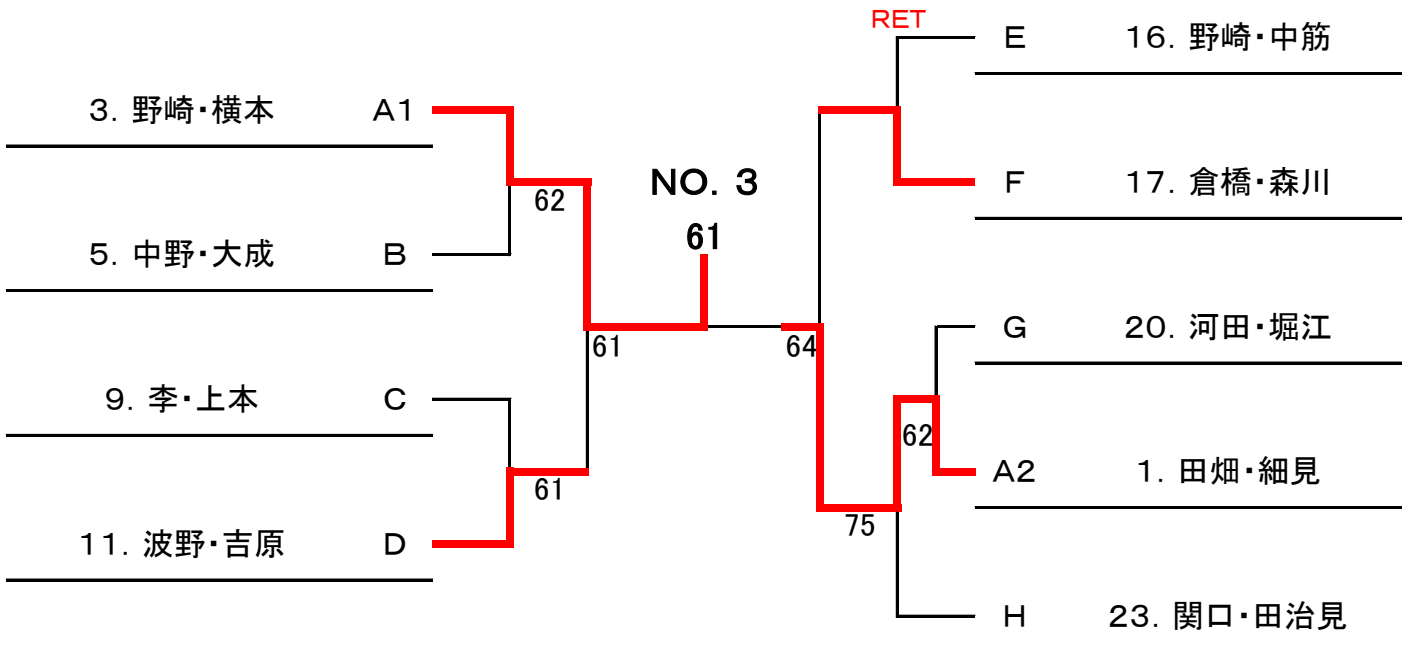 RET
E 16. 野崎・中筋
3. 野崎・横本 A1
NO. 3
F 17. 倉橋・森川
62
61
5. 中野・大成 B
G 20. 河田・堀江
61
64
9. 李・上本 C
62
A2 1. 田畑・細見
61
75
11. 波野・吉原 D
H 23. 関口・田治見